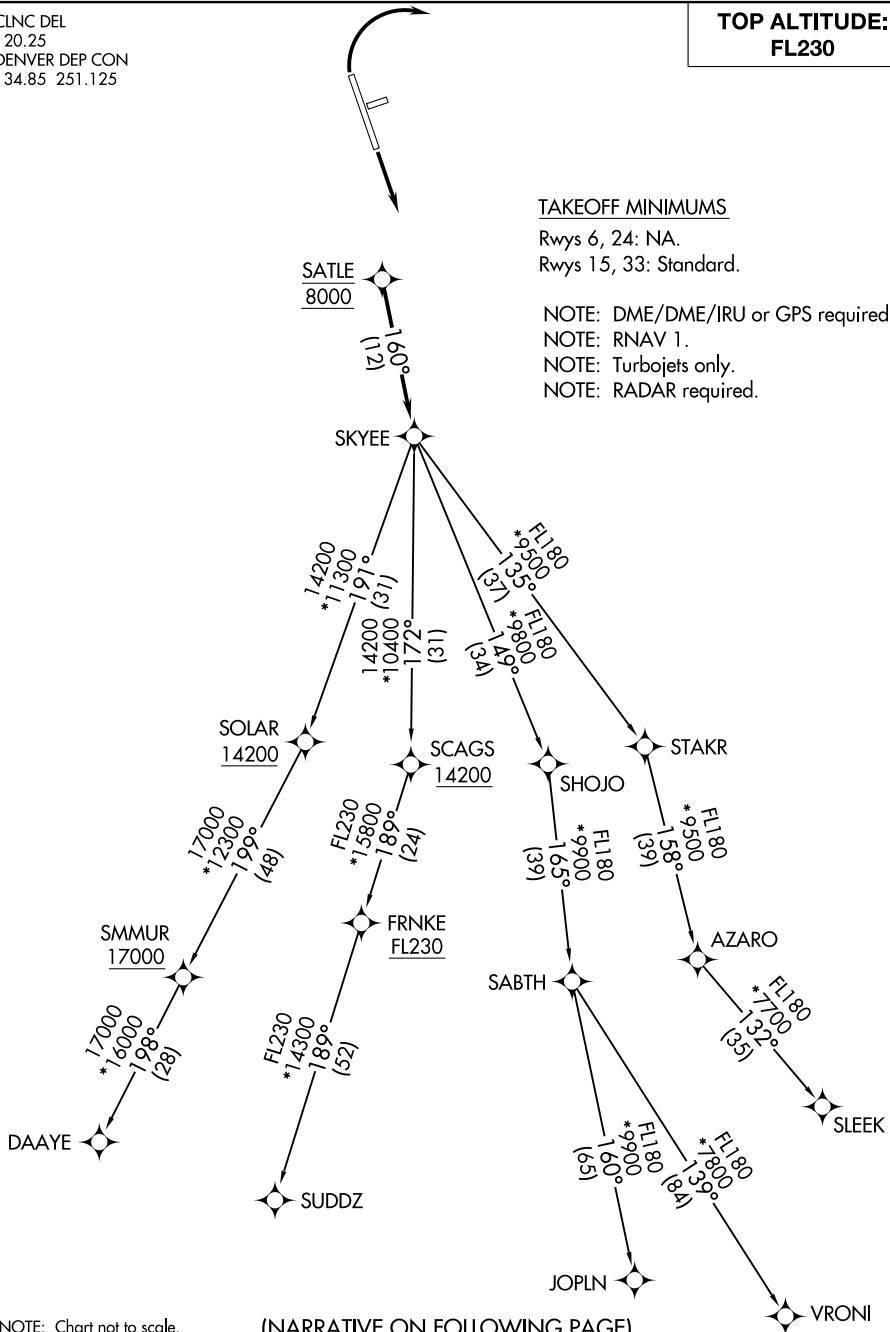 CLNC DEL
20.25
DENVER DEP CON
34.85 251.125
TOP ALTITUDE:
FL230
TAKEOFF MINIMUMS
Rwys 6, 24: NA.
Rwys 15, 33: Standard.
NOTE: DME/DME/IRU or GPS required
NOTE: RNAV 1.
NOTE: Turbojets only.
NOTE: RADAR required.
SATLE
8000
160°
(12)
SKYEE
14200
*11300
191°
(31)
14200
*10400
172°
(31)
FL180
*9800
149°
(34)
FL180
*9500
135°
(37)
SOLAR
14200
SCAGS
14200
SHOJO
STAKR
17000
*12300
199°
(48)
FL230
*15800
189°
(24)
FL180
*9900
165°
(39)
FL180
*9500
158°
(39)
SMMUR
17000
FRNKE
FL230
SABTH
AZARO
17000
*16000
198°
(28)
FL230
*14300
189°
(52)
FL180
*9900
160°
(65)
FL180
*7800
139°
(84)
FL180
*7700
132°
(35)
DAAYE
SUDDZ
JOPLN
VRONI
SLEEK
NOTE: Chart not to scale.
(NARRATIVE ON FOLLOWING PAGE)